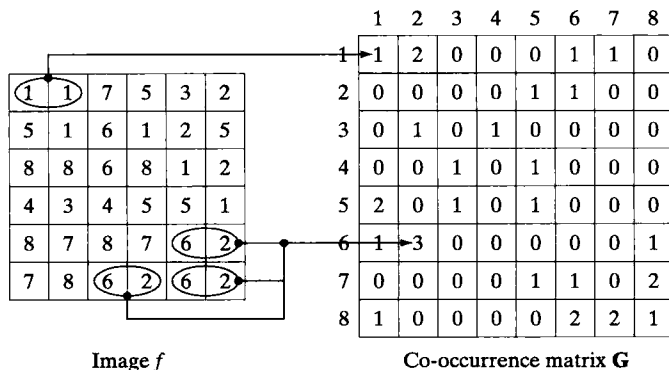 1 2 3 4 5 6 7 8
1 1 2 0 0 0 1 1 0
2 0 0 0 0 1 1 0 0
3 0 1 0 1 0 0 0 0
4 0 0 1 0 1 0 0 0
5 2 0 1 0 1 0 0 0
6 1 3 0 0 0 0 0 1
7 0 0 0 0 1 1 0 2
8 1 0 0 0 0 2 2 1
1 1 7 5 3 2
5 1 6 1 2 5
8 8 6 8 1 2
4 3 4 5 5 1
8 7 8 7 6 2
7 8 6 2 6 2
Image f
Co-occurrence matrix G